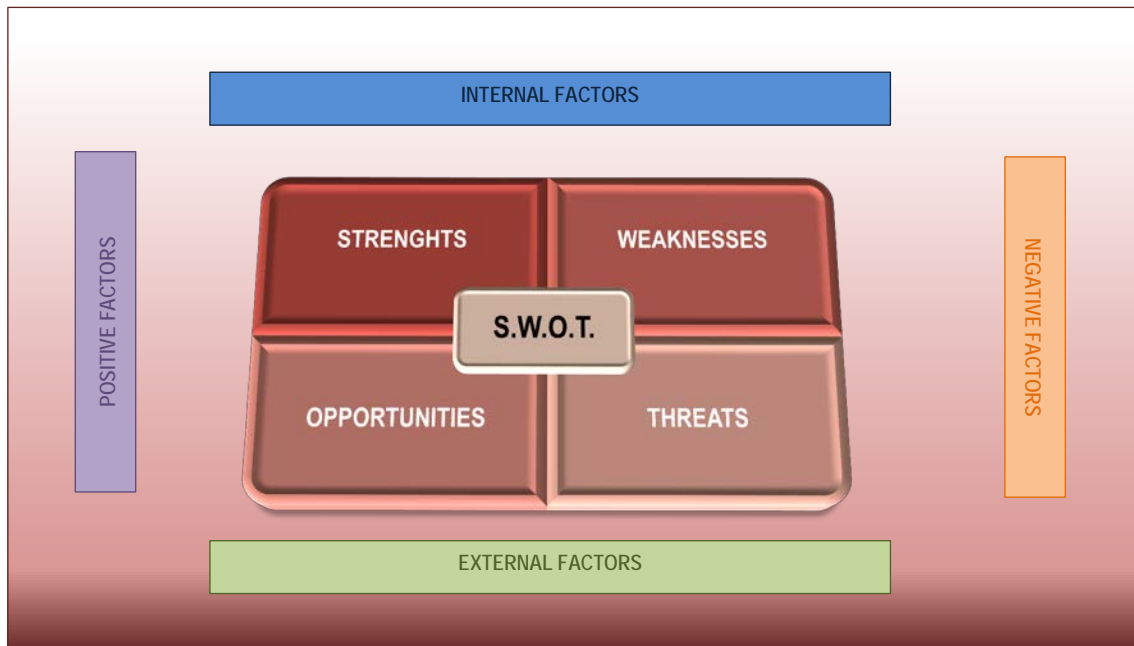 INTERNAL FACTORS
POSITIVE FACTORS
STRENGHTS
WEAKNESSES
S.W.O.T.
OPPORTUNITIES
THREATS
NEGATIVE FACTORS
EXTERNAL FACTORS